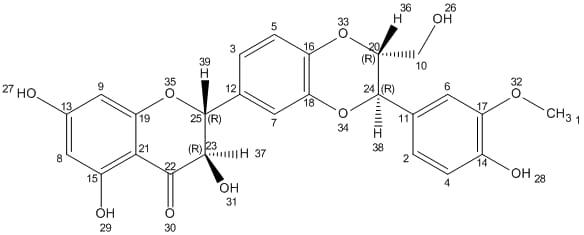 36 H
OH 26
33 O
20 (R)
10
5
3
16
39 H
35 O
12
18
7
O 34
24 (R)
6
32 O
CH3 1
17
11
H 38
2
4
14
OH 28
27 HO
9
13
19
25 (R)
8
21
15
22
23 (R)
H 37
OH 31
OH 29
O 30